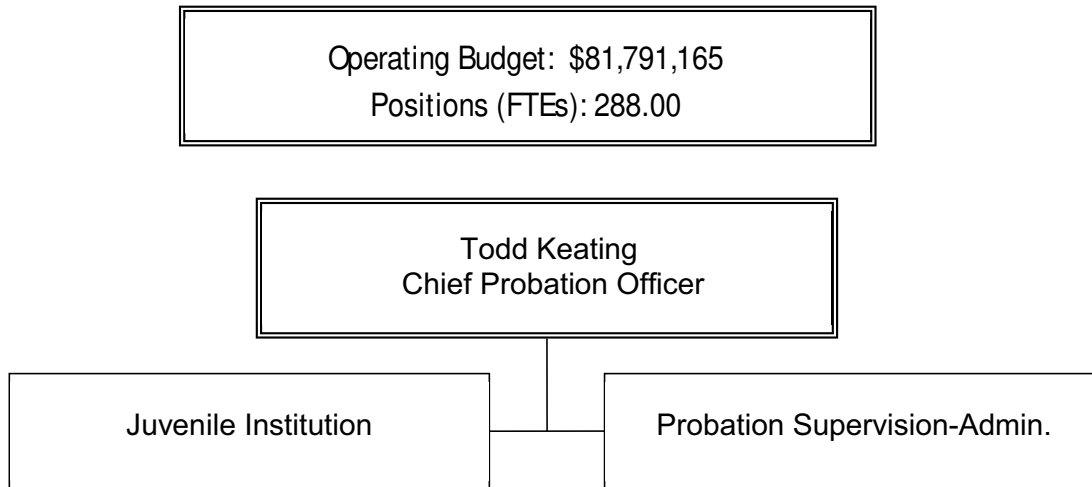 Operating Budget: $81,791,165
Positions (FTEs): 288.00
Todd Keating
Chief Probation Officer
Juvenile Institution
Probation Supervision-Admin.